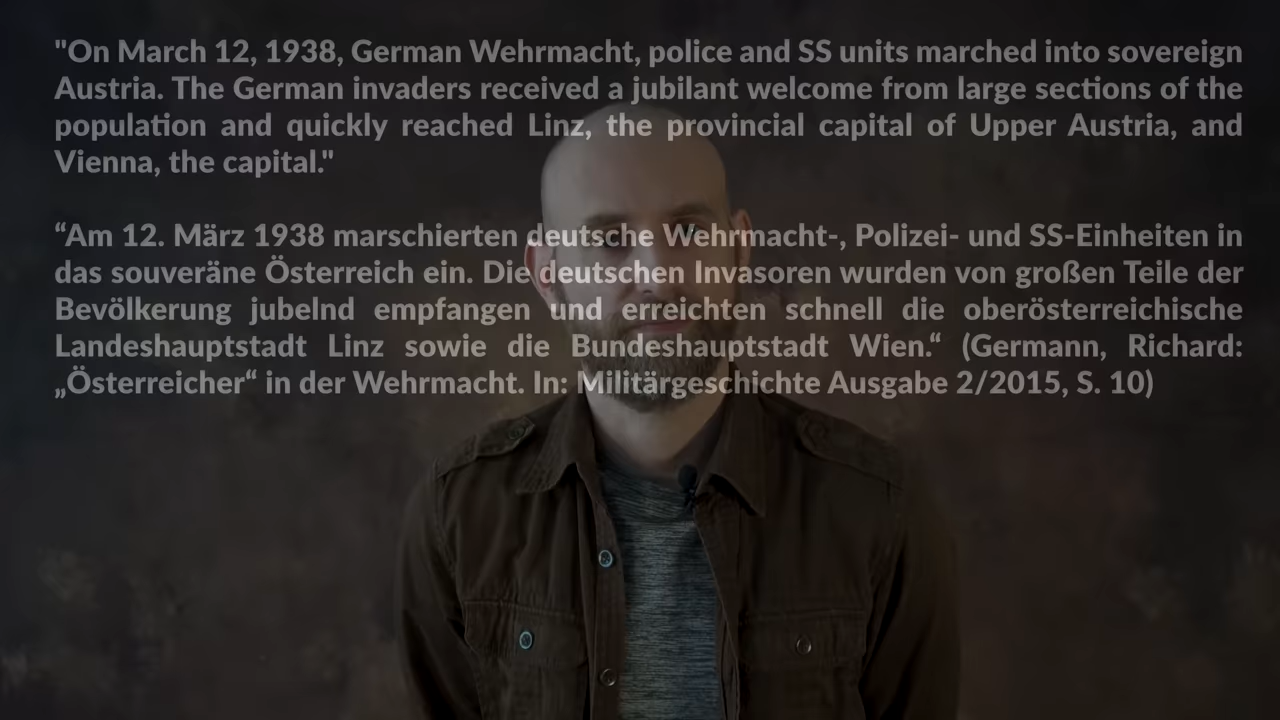 "On March 12, 1938, German Wehrmacht, police and SS units marched into sovereign
Austria. The German invaders received a jubilant welcome from large sections of the
population and quickly reached Linz, the provincial capital of Upper Austria, and
Vienna, the capital."
“Am 12. März 1938 marschierten deutsche Wehrmacht-, Polizei- und SS-Einheiten in
das souveräne Österreich ein. Die deutschen Invasoren wurden von großen Teile der
Bevölkerung jubelnd empfangen und erreichten schnell die oberösterreichische
Landeshauptstadt Linz sowie die Bundeshauptstadt Wien.“ (Germann, Richard:
„Österreicher“ in der Wehrmacht. In: Militärgeschichte Ausgabe 2/2015, S. 10)